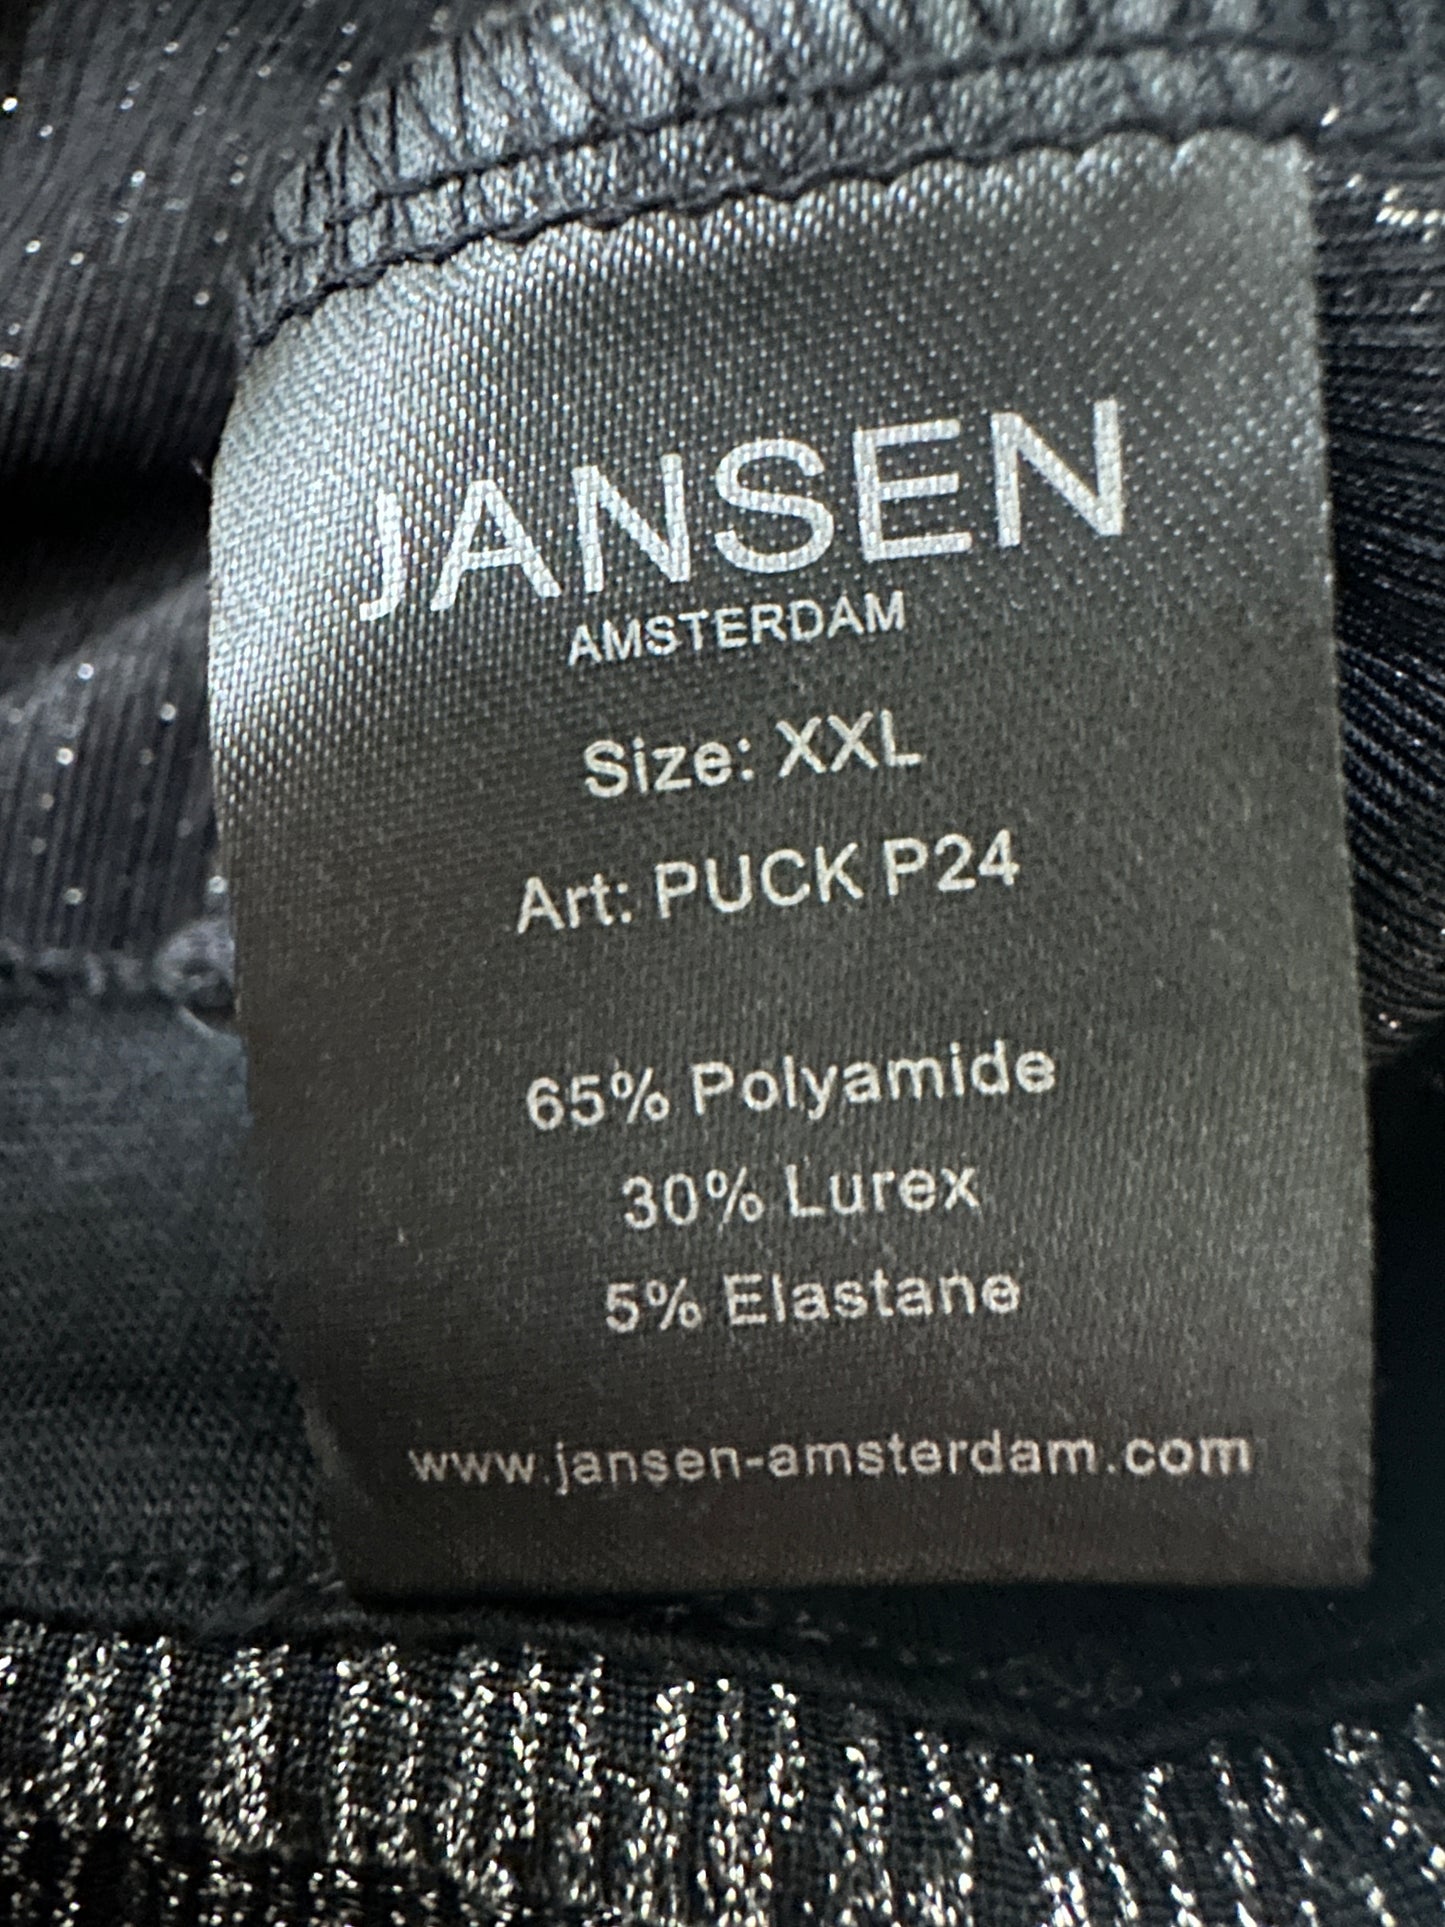 JANSEN
AMSTERDAM
Size: XXL
Art: PUCK P24
65% Polyamide
30% Lurex
5% Elastane
www.jansen-amsterdam.com